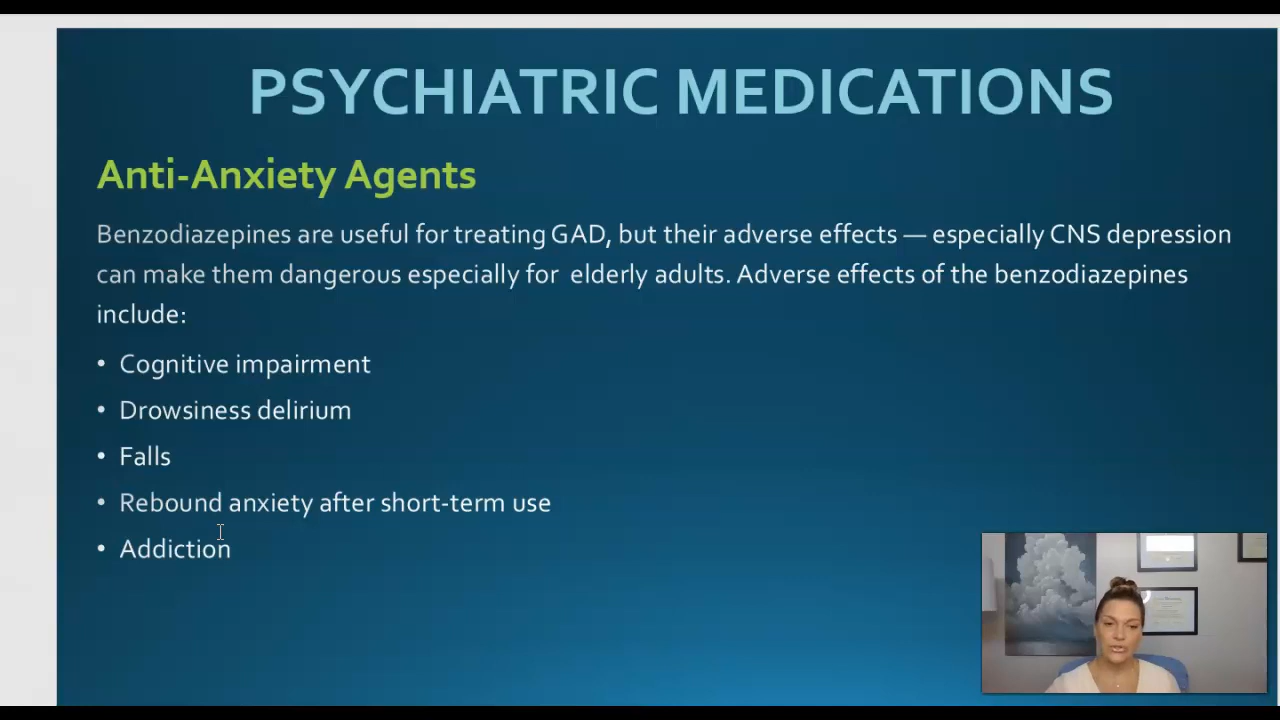 PSYCHIATRIC MEDICATIONS
Anti-Anxiety Agents
Benzodiazepines are useful for treating GAD, but their adverse effects — especially CNS depression
can make them dangerous especially for elderly adults. Adverse effects of the benzodiazepines
include:
• Cognitive impairment
• Drowsiness delirium
• Falls
• Rebound anxiety after short-term use
• Addiction